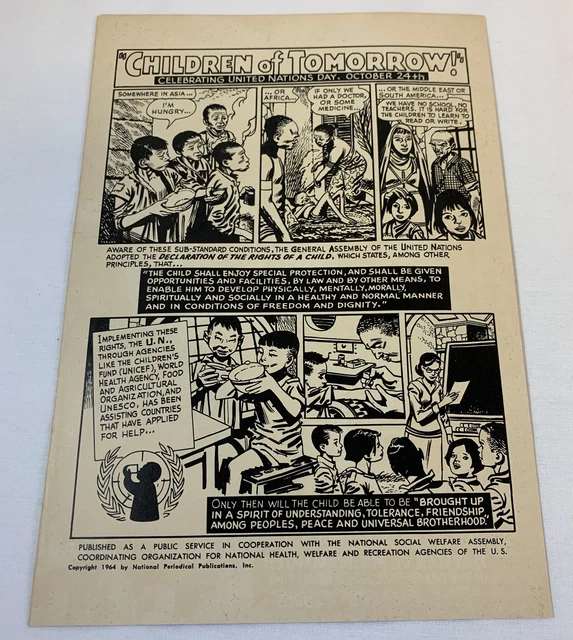 "CHILDREN of TOMORROW!"
CELEBRATING UNITED NATIONS DAY, OCTOBER 24th
SOMEWHERE IN ASIA...
I'M
HUNGRY...
...OR
AFRICA...
IF ONLY WE
HAD A DOCTOR,
OR SOME
MEDICINE...
...OR THE MIDDLE EAST OR
SOUTH AMERICA...
WE HAVE NO SCHOOL, NO
TEACHERS. IT IS HARD FOR
THE CHILDREN TO LEARN TO
READ OR WRITE.
AWARE OF THESE SUB-STANDARD CONDITIONS, THE GENERAL ASSEMBLY OF THE UNITED NATIONS
ADOPTED THE DECLARATION OF THE RIGHTS OF A CHILD, WHICH STATES, AMONG OTHER
PRINCIPLES, THAT...
"THE CHILD SHALL ENJOY SPECIAL PROTECTION, AND SHALL BE GIVEN
OPPORTUNITIES AND FACILITIES, BY LAW AND BY OTHER MEANS, TO
ENABLE HIM TO DEVELOP PHYSICALLY, MENTALLY, MORALLY,
SPIRITUALLY AND SOCIALLY IN A HEALTHY AND NORMAL MANNER
AND IN CONDITIONS OF FREEDOM AND DIGNITY."
IMPLEMENTING THESE
RIGHTS, THE U.N.,
THROUGH AGENCIES
LIKE THE CHILDREN'S
FUND (UNICEF), WORLD
HEALTH AGENCY, FOOD
AND AGRICULTURAL
ORGANIZATION, AND
UNESCO, HAS BEEN
ASSISTING COUNTRIES
THAT HAVE APPLIED
FOR HELP...
ONLY THEN WILL THE CHILD BE ABLE TO BE "BROUGHT UP
IN A SPIRIT OF UNDERSTANDING, TOLERANCE, FRIENDSHIP,
AMONG PEOPLES, PEACE AND UNIVERSAL BROTHERHOOD."
PUBLISHED AS A PUBLIC SERVICE IN COOPERATION WITH THE NATIONAL SOCIAL WELFARE ASSEMBLY,
COORDINATING ORGANIZATION FOR NATIONAL HEALTH, WELFARE AND RECREATION AGENCIES OF THE U.S.
Copyright 1964 by National Periodical Publications, Inc.